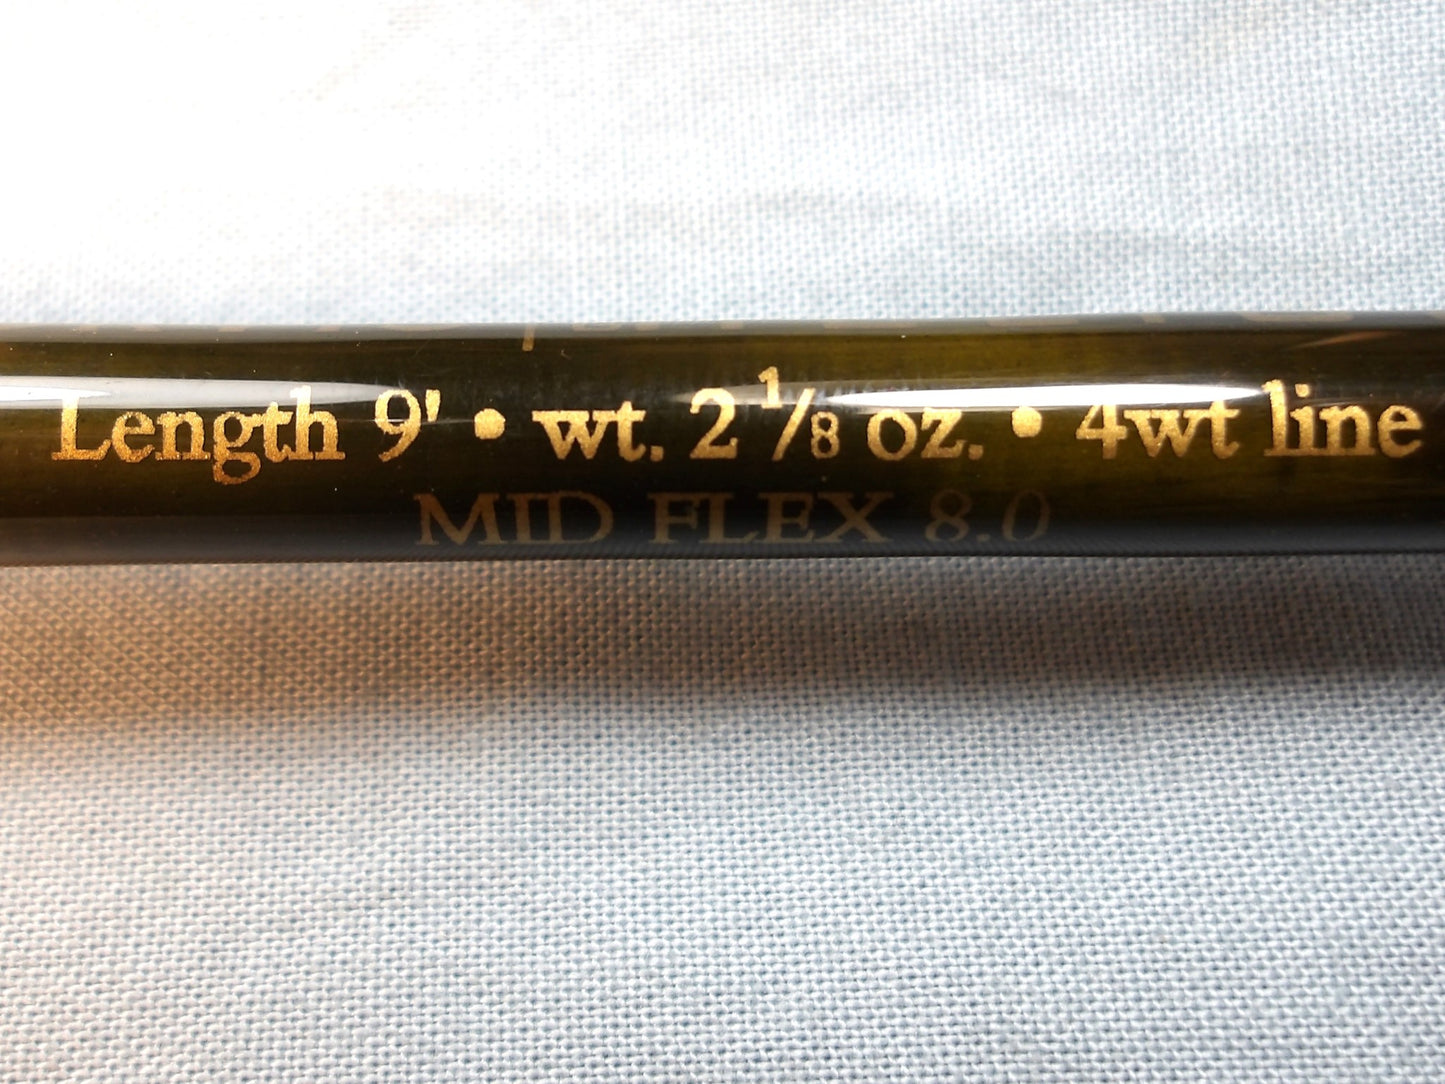 Length 9' • wt. 2 1/8 oz. • 4wt line
MID FLEX 8.0